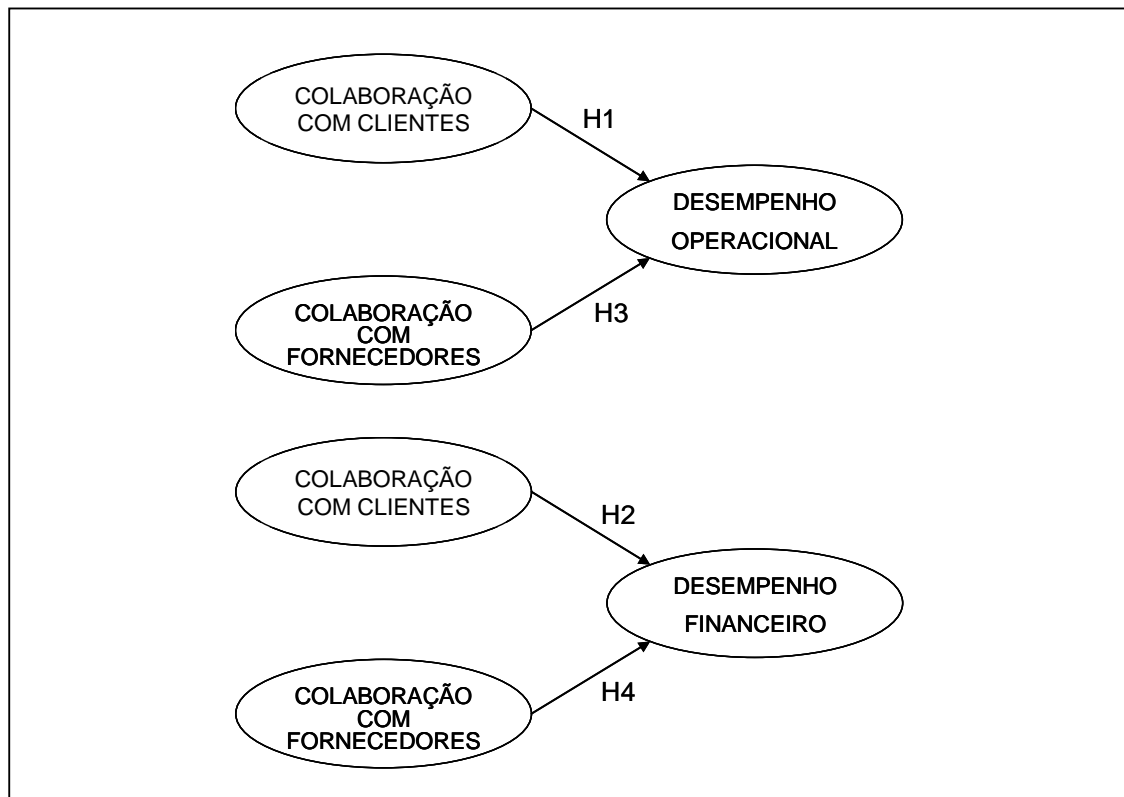 COLABORAÇÃO
COM CLIENTES
H1
DESEMPENHO
OPERACIONAL
COLABORAÇÃO
COM
FORNECEDORES
H3
COLABORAÇÃO
COM CLIENTES
H2
DESEMPENHO
FINANCEIRO
COLABORAÇÃO
COM
FORNECEDORES
H4